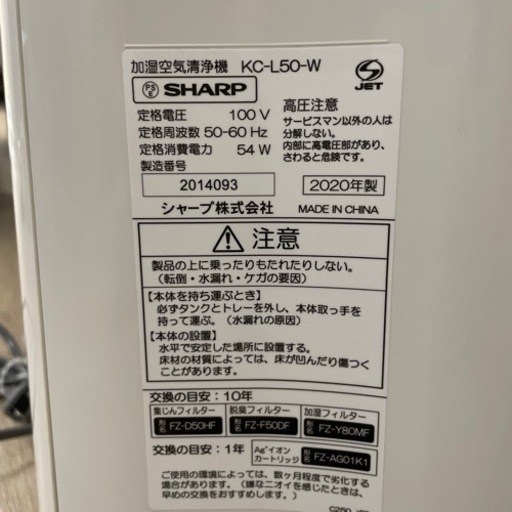 加湿空気清浄機 KC-L50-W
PS E SHARP
JET
定格電圧 100 V
定格周波数 50-60 Hz
定格消費電力 54 W
製造番号
2014093
シャープ株式会社
高圧注意
サービスマン以外の人は
分解しない。
内部に高電圧部があり、
さわると危険です。
2020年製
MADE IN CHINA
注意
製品の上に乗ったりもたれたりしない。
（転倒・水漏れ・ケガの要因）
【本体を持ち運ぶとき】
必ずタンクとトレーを外し、本体取っ手を
持って運ぶ。（水漏れの原因）
【本体の設置】
水平で安定した場所に設置する。
床材の材質によっては、床が凹んだり傷つく
ことがあります。
交換の目安：10年
集じんフィルター 脱臭フィルター 加湿フィルター
形名 FZ-D50HF 形名 FZ-F50DF 形名 FZ-Y80MF
交換の目安：1年 Ag⁺イオンカートリッジ 形名 FZ-AG01K1
ご使用の環境によっては、数ヶ月程度で劣化する
場合があります。（嫌なニオイを感じたときは、
早めの交換をおすすめします）